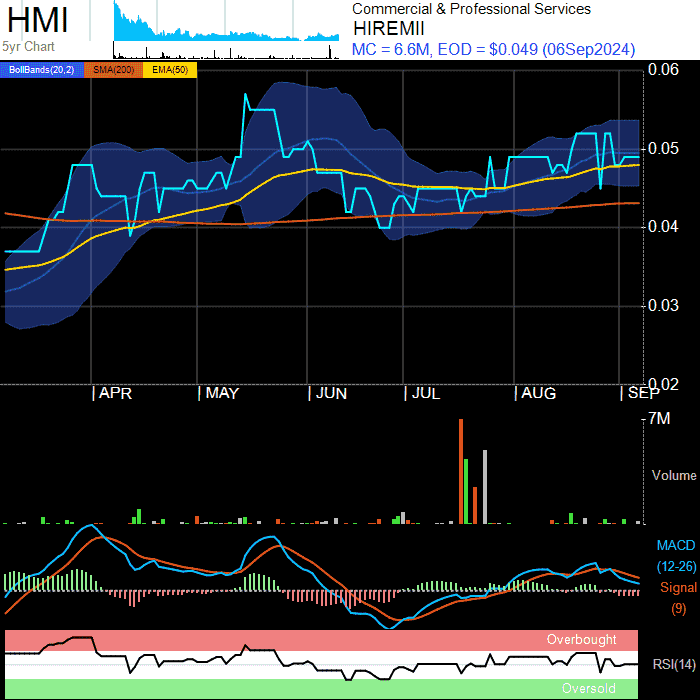 HMI
5yr Chart
Commercial & Professional Services
HIREMII
MC = 6.6M, EOD = $0.049 (06Sep2024)
BollBands(20,2) SMA(200) EMA(50)
0.06
0.05
0.04
0.03
0.02
APR MAY JUN JUL AUG SEP
7M
Volume
MACD
(12-26)
Signal
(9)
Overbought
RSI(14)
Oversold